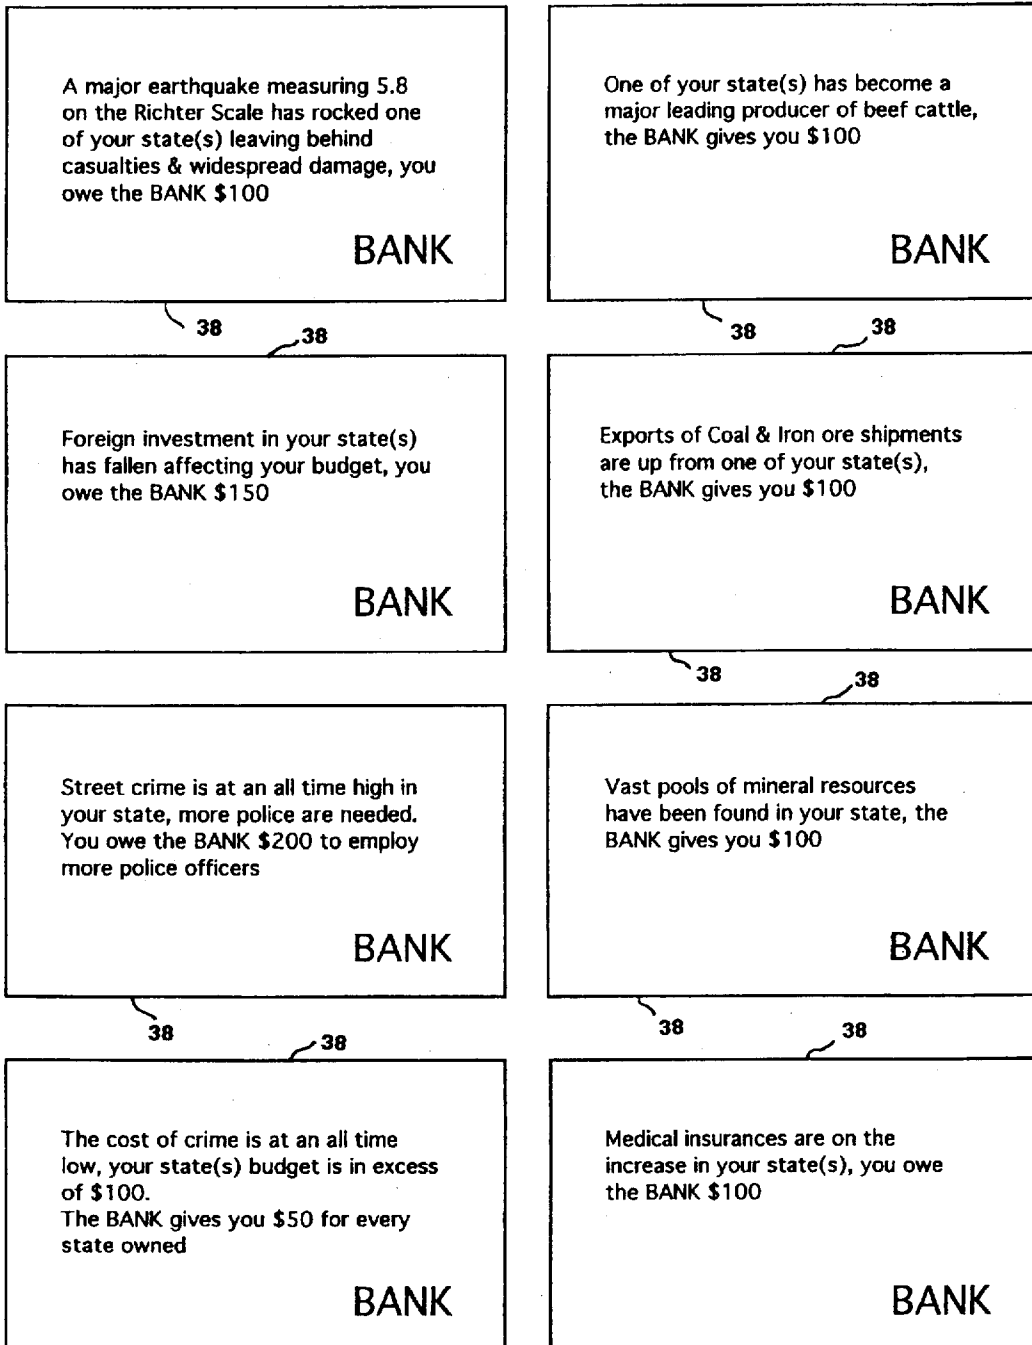 A major earthquake measuring 5.8
on the Richter Scale has rocked one
of your state(s) leaving behind
casualties & widespread damage, you
owe the BANK $100
BANK
38
One of your state(s) has become a
major leading producer of beef cattle,
the BANK gives you $100
BANK
38
38
Foreign investment in your state(s)
has fallen affecting your budget, you
owe the BANK $150
BANK
38
Exports of Coal & Iron ore shipments
are up from one of your state(s),
the BANK gives you $100
BANK
38
Street crime is at an all time high in
your state, more police are needed.
You owe the BANK $200 to employ
more police officers
BANK
38
38
Vast pools of mineral resources
have been found in your state, the
BANK gives you $100
BANK
38
38
The cost of crime is at an all time
low, your state(s) budget is in excess
of $100.
The BANK gives you $50 for every
state owned
BANK
38
Medical insurances are on the
increase in your state(s), you owe
the BANK $100
BANK